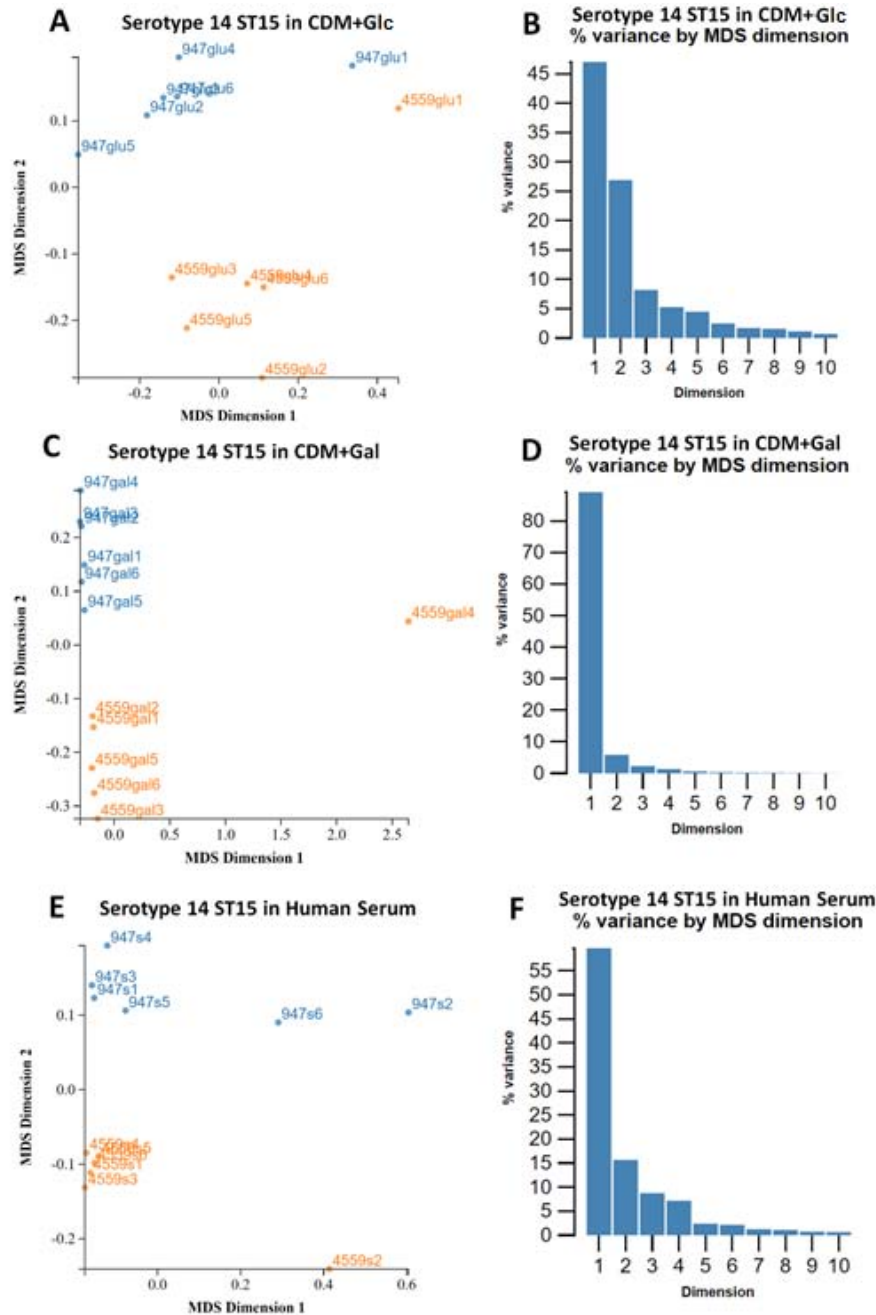 A
Serotype 14 ST15 in CDM+Glc
947glu4
947glu1
947glu6
947glu2
4559glu1
947glu5
4559glu3
4559glu6
4559glu5
4559glu2
0.1
0.0
-0.1
-0.2
MDS Dimension 2
-0.2
0.0
0.2
0.4
MDS Dimension 1
B
Serotype 14 ST15 in CDM+Glc
% variance by MDS dimension
45
40
35
30
25
20
15
10
5
0
% variance
1 2 3 4 5 6 7 8 9 10
Dimension
C
Serotype 14 ST15 in CDM+Gal
947gal4
947gal2
947gal1
947gal6
947gal5
4559gal4
4559gal2
4559gal1
4559gal5
4559gal6
4559gal3
0.2
0.1
-0.0
-0.1
-0.2
-0.3
MDS Dimension 2
0.0
0.5
1.0
1.5
2.0
2.5
MDS Dimension 1
D
Serotype 14 ST15 in CDM+Gal
% variance by MDS dimension
80
70
60
50
40
30
20
10
0
% variance
1 2 3 4 5 6 7 8 9 10
Dimension
E
Serotype 14 ST15 in Human Serum
947s4
947s3
947s1
947s5
947s6
947s2
4559s1
4559s3
4559s2
0.1
0.0
-0.1
-0.2
MDS Dimension 2
0.0
0.2
0.4
0.6
MDS Dimension 1
F
Serotype 14 ST15 in Human Serum
% variance by MDS dimension
55
50
45
40
35
30
25
20
15
10
5
0
% variance
1 2 3 4 5 6 7 8 9 10
Dimension